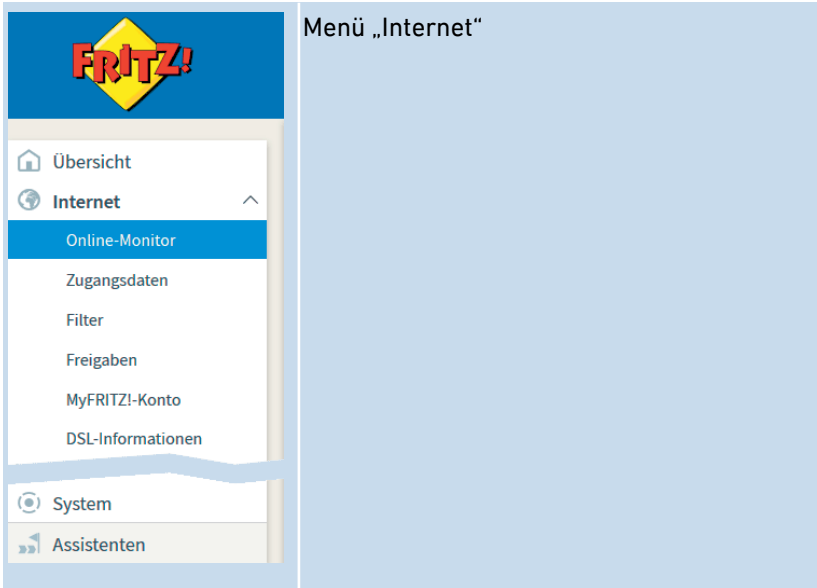 FRITZ!
Menü „Internet“
Übersicht
Internet
Online-Monitor
Zugangsdaten
Filter
Freigaben
MyFRITZ!-Konto
DSL-Informationen
System
Assistenten